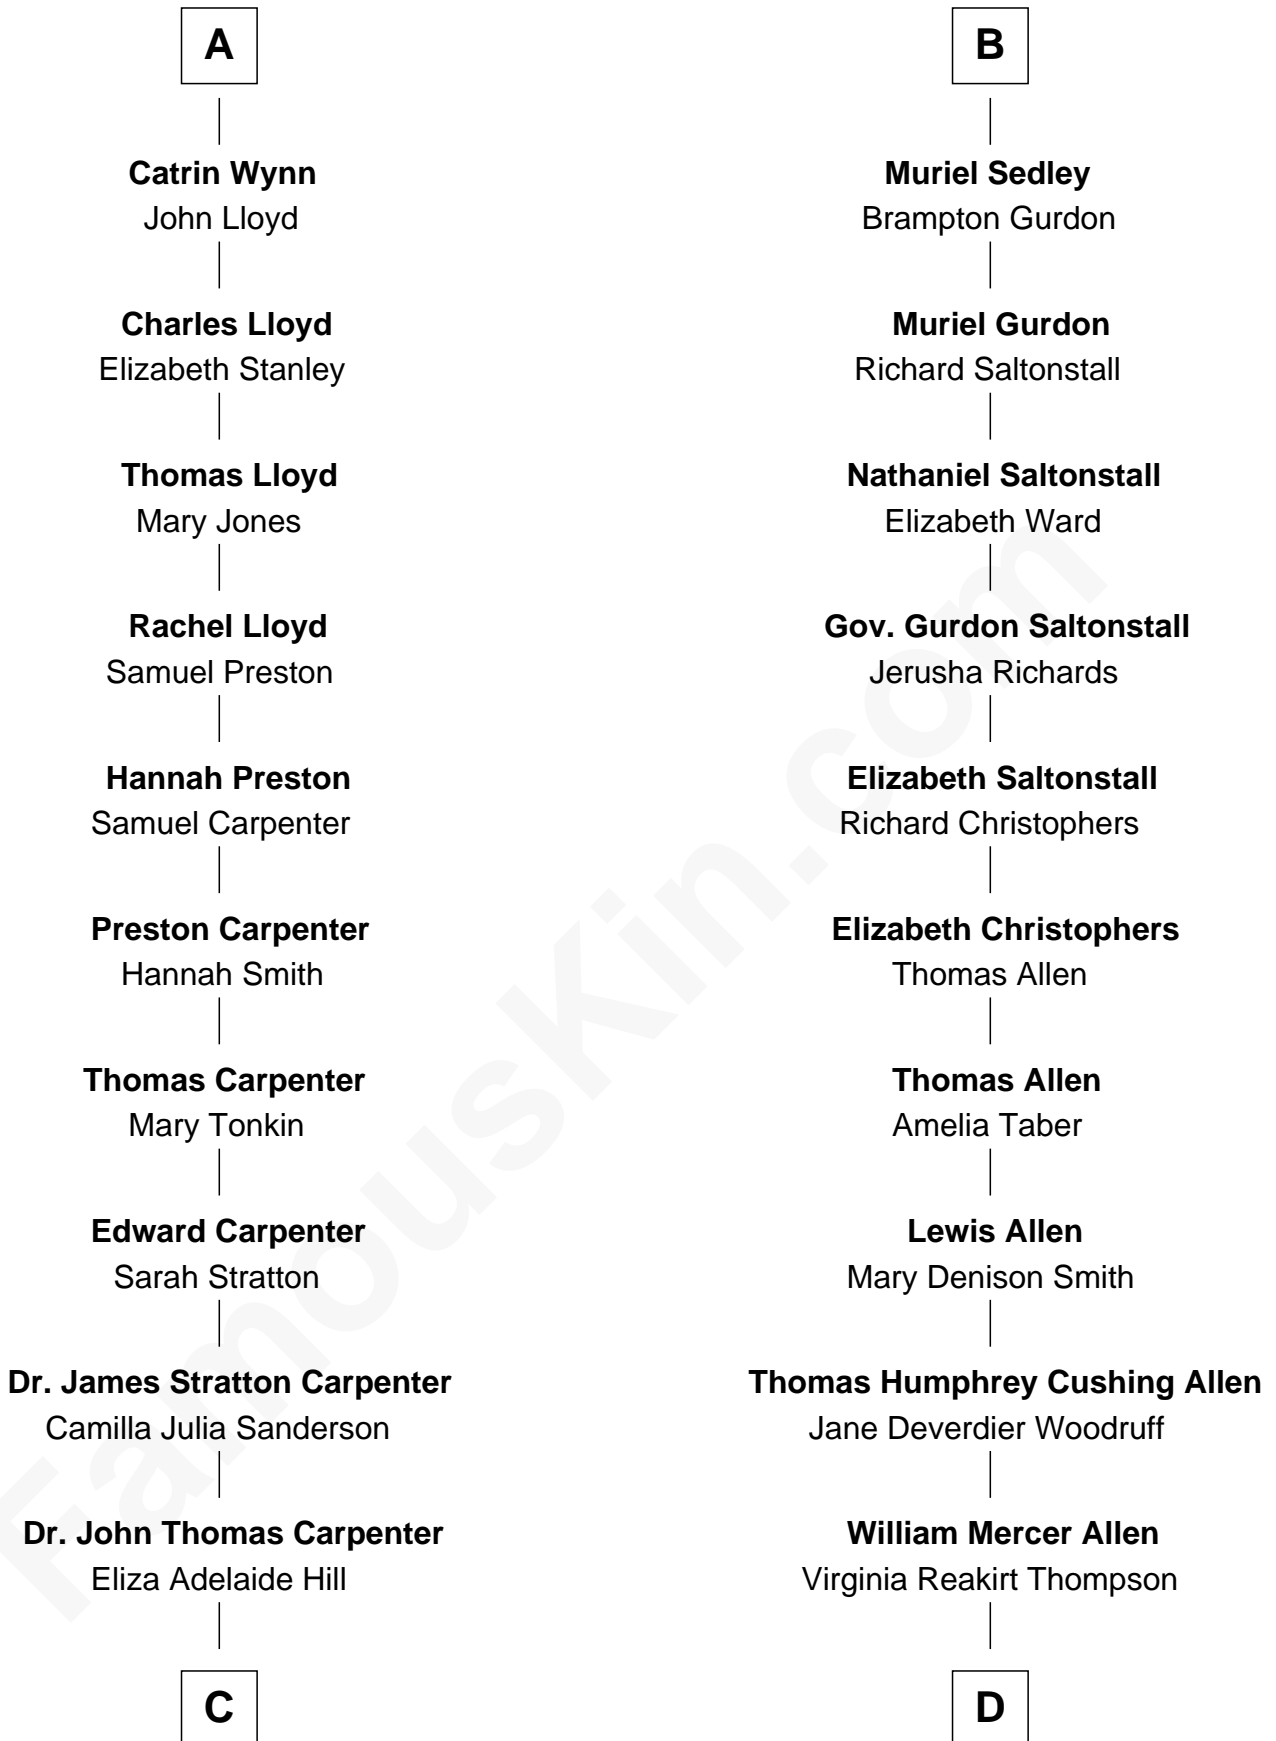 A
Catrin Wynn
John Lloyd
Charles Lloyd
Elizabeth Stanley
Thomas Lloyd
Mary Jones
Rachel Lloyd
Samuel Preston
Hannah Preston
Samuel Carpenter
Preston Carpenter
Hannah Smith
Thomas Carpenter
Mary Tonkin
Edward Carpenter
Sarah Stratton
Dr. James Stratton Carpenter
Camilla Julia Sanderson
Dr. John Thomas Carpenter
Eliza Adelaide Hill
C
B
Muriel Sedley
Brampton Gurdon
Muriel Gurdon
Richard Saltonstall
Nathaniel Saltonstall
Elizabeth Ward
Gov. Gurdon Saltonstall
Jerusha Richards
Elizabeth Saltonstall
Richard Christophers
Elizabeth Christophers
Thomas Allen
Thomas Allen
Amelia Taber
Lewis Allen
Mary Denison Smith
Thomas Humphrey Cushing Allen
Jane Deverdier Woodruff
William Mercer Allen
Virginia Reakirt Thompson
D
FamousKin.com